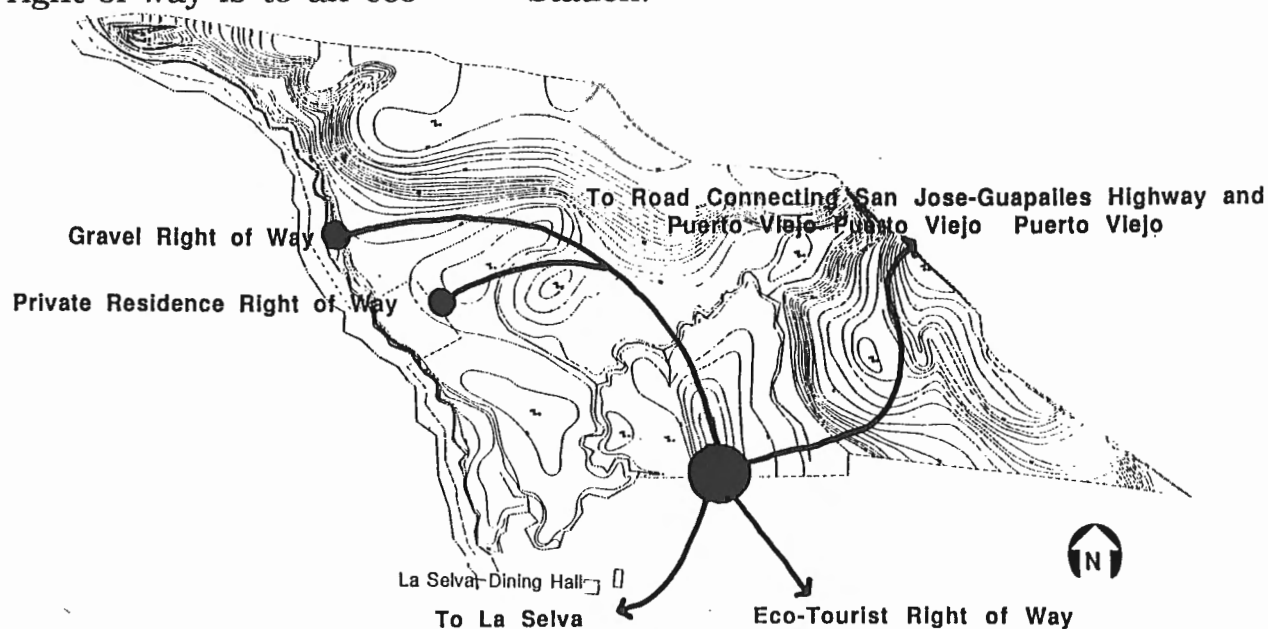 right of way is to an eco- Station.
To Road Connecting San Jose-Guapailes Highway and
Puerto Viejo Puerto Viejo Puerto Viejo
Gravel Right of Way
Private Residence Right of Way
N
La Selva Dining Hall
To La Selva
Eco-Tourist Right of Way